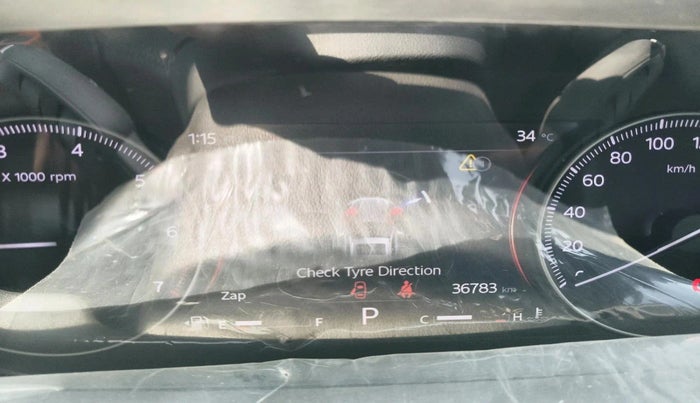 1:15
34 °C
3 4 5 6 7
X 1000 rpm
20 40 60 80 100
km/h
Check Tyre Direction
Zap
36783 km
E F P C H